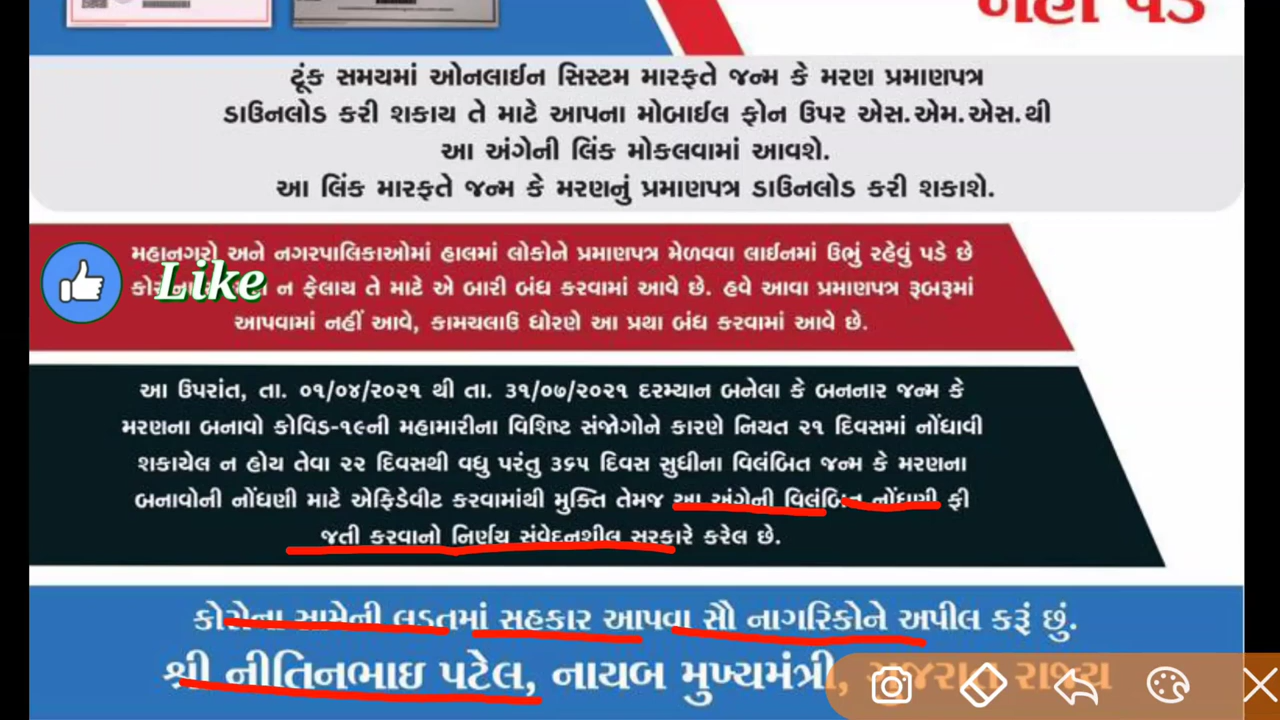 નહીં પડે
ટૂંક સમયમાં ઓનલાઈન સિસ્ટમ મારફતે જન્મ કે મરણ પ્રમાણપત્ર
ડાઉનલોડ કરી શકાય તે માટે આપના મોબાઈલ ફોન ઉપર એસ.એમ.એસ.થી
આ અંગેની લિંક મોકલવામાં આવશે.
આ લિંક મારફતે જન્મ કે મરણનું પ્રમાણપત્ર ડાઉનલોડ કરી શકાશે.
મહાનગરો અને નગરપાલિકાઓમાં હાલમાં લોકોને પ્રમાણપત્ર મેળવવા લાઈનમાં ઉભું રહેવું પડે છે
Like
ન ફેલાય તે માટે એ બારી બંધ કરવામાં આવે છે. હવે આવા પ્રમાણપત્ર રૂબરૂમાં
આપવામાં નહીં આવે, કામચલાઉ ધોરણે આ પ્રથા બંધ કરવામાં આવે છે.
આ ઉપરાંત, તા. ૦૧/૦૪/૨૦૨૧ થી તા. ૩૧/૦૭/૨૦૨૧ દરમ્યાન બનેલા કે બનનાર જન્મ કે
મરણના બનાવો કોવિડ-૧૯ની મહામારીના વિશિષ્ટ સંજોગોને કારણે નિયત ૨૧ દિવસમાં નોંધાવી
શકાયેલ ન હોય તેવા ૨૨ દિવસથી વધુ પરંતુ ૩૬૫ દિવસ સુધીના વિલંબિત જન્મ કે મરણના
બનાવોની નોંધણી માટે એફિડેવીટ કરવામાંથી મુક્તિ તેમજ આ અંગેની વિલંબિત નોંધણી ફી
જતી કરવાનો નિર્ણય સંવેદનશીલ સરકારે કરેલ છે.
કોરોના સામેની લડતમાં સહકાર આપવા સૌ નાગરિકોને અપીલ કરૂં છું.
શ્રી નીતિનભાઇ પટેલ, નાયબ મુખ્યમંત્રી, ગુજરાત રાજ્ય